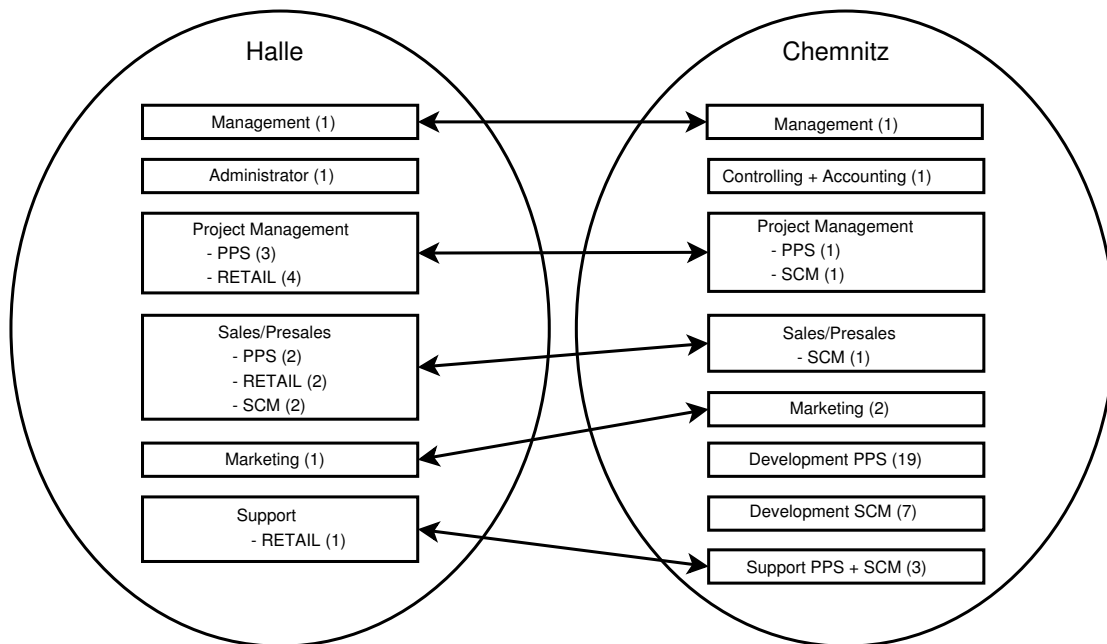 Halle
Management (1)
Administrator (1)
Project Management
- PPS (3)
- RETAIL (4)
Sales/Presales
- PPS (2)
- RETAIL (2)
- SCM (2)
Marketing (1)
Support
- RETAIL (1)
Chemnitz
Management (1)
Controlling + Accounting (1)
Project Management
- PPS (1)
- SCM (1)
Sales/Presales
- SCM (1)
Marketing (2)
Development PPS (19)
Development SCM (7)
Support PPS + SCM (3)